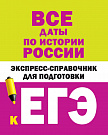 ВСЕ
ДАТЫ
ПО ИСТОРИИ
РОССИИ
ЭКСПРЕСС-СПРАВОЧНИК
ДЛЯ ПОДГОТОВКИ
К ЕГЭ